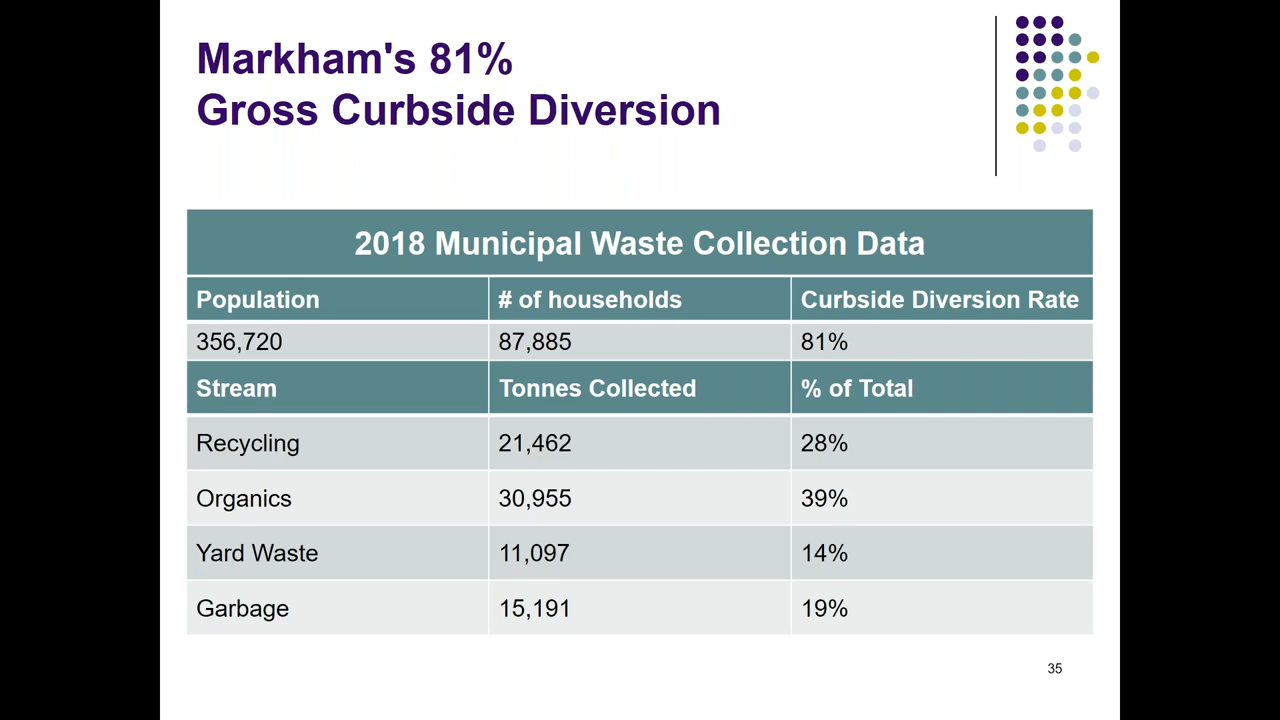 Markham's 81%
Gross Curbside Diversion
2018 Municipal Waste Collection Data
Population # of households Curbside Diversion Rate
356,720 87,885 81%
Stream Tonnes Collected % of Total
Recycling 21,462 28%
Organics 30,955 39%
Yard Waste 11,097 14%
Garbage 15,191 19%
35